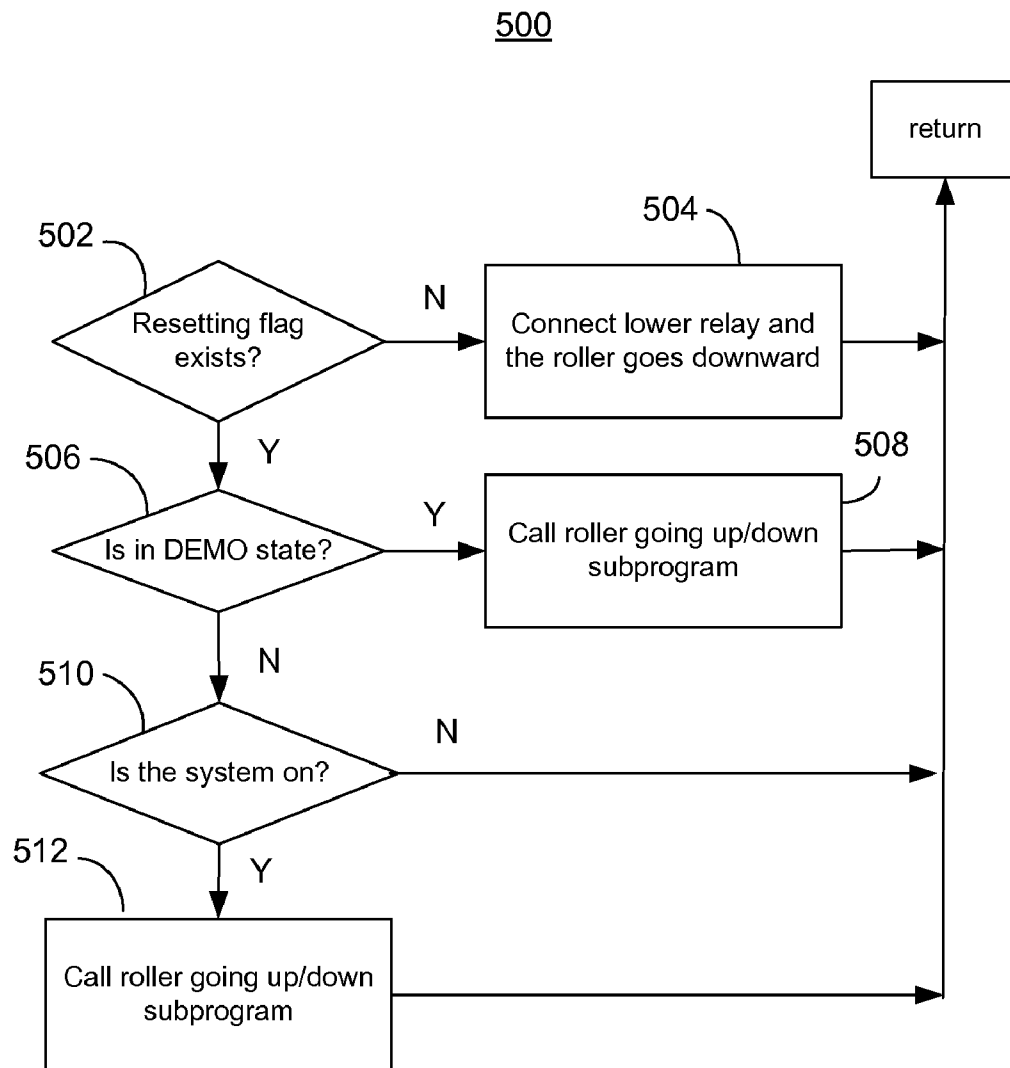 500
return
502
504
N
Resetting flag
exists?
Connect lower relay and
the roller goes downward
Y
506
508
Y
Is in DEMO state?
Call roller going up/down
subprogram
N
510
N
Is the system on?
512
Y
Call roller going up/down
subprogram